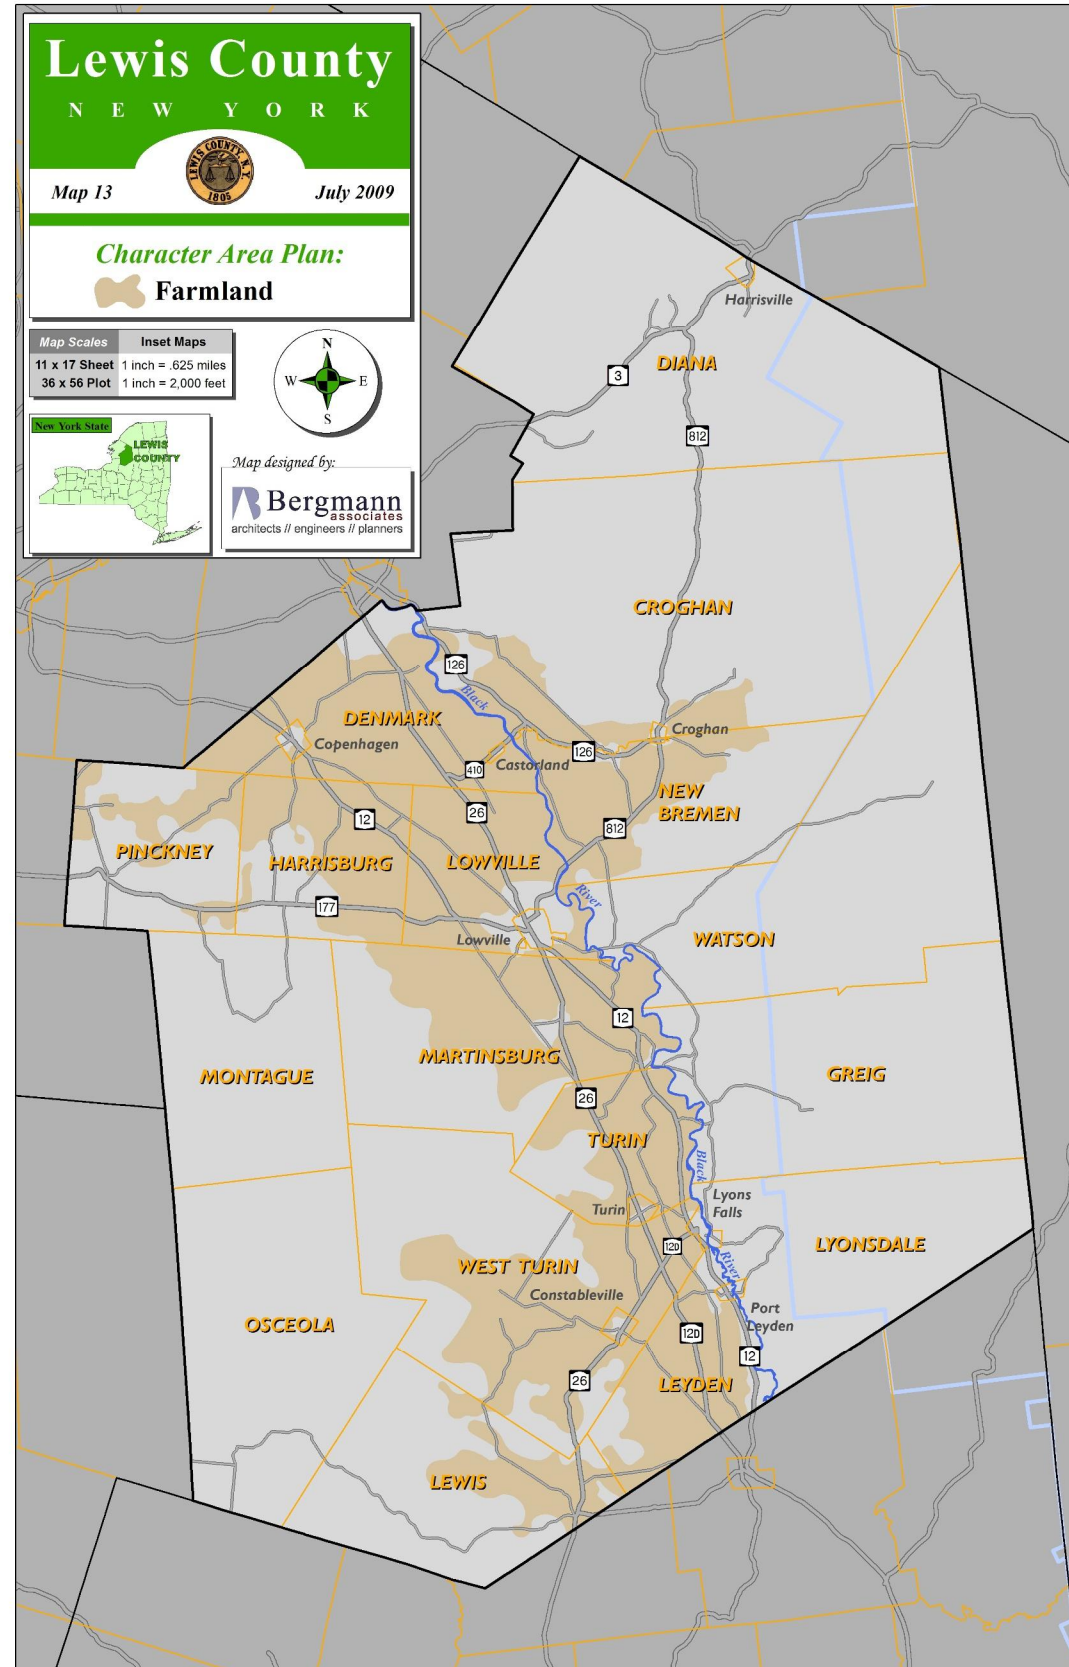 Lewis County
NEW YORK
LEWIS COUNTY, N.Y.
1805
Map 13
July 2009
Character Area Plan:
Farmland
Map Scales Inset Maps
11 x 17 Sheet 1 inch = .625 miles
36 x 56 Plot 1 inch = 2,000 feet
N
W E
S
New York State
LEWIS
COUNTY
Map designed by:
Bergmann
associates
architects // engineers // planners
Harrisville
DIANA
3
812
CROGHAN
126
Black
DENMARK
Copenhagen
Croghan
126
410
Castorland
NEW
BREMEN
26
12
812
PINCKNEY
HARRISBURG
LOWVILLE
River
177
Lowville
WATSON
12
MARTINSBURG
MONTAGUE
GREIG
26
TURIN
Black
Lyons
Falls
Turin
12D
LYONSDALE
WEST TURIN
River
Constableville
Port
Leyden
OSCEOLA
12D
12
26
LEYDEN
LEWIS